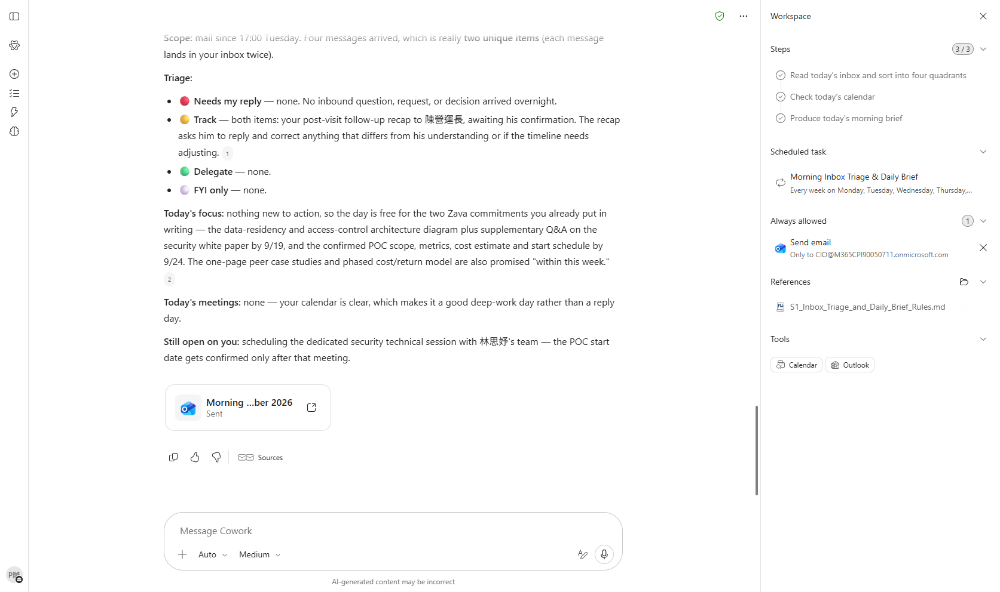 Scope: mail since 17:00 Tuesday. Four messages arrived, which is really two unique items (each message
lands in your inbox twice).
Triage:
Needs my reply — none. No inbound question, request, or decision arrived overnight.
Track — both items: your post-visit follow-up recap to 陳營運長, awaiting his confirmation. The recap
asks him to reply and correct anything that differs from his understanding or if the timeline needs
adjusting. 1
Delegate — none.
FYI only — none.
Today's focus: nothing new to action, so the day is free for the two Zava commitments you already put in
writing — the data-residency and access-control architecture diagram plus supplementary Q&A on the
security white paper by 9/19, and the confirmed POC scope, metrics, cost estimate and start schedule by
9/24. The one-page peer case studies and phased cost/return model are also promised "within this week."
2
Today's meetings: none — your calendar is clear, which makes it a good deep-work day rather than a reply
day.
Still open on you: scheduling the dedicated security technical session with 林思妤's team — the POC start
date gets confirmed only after that meeting.
Morning ...ber 2026
Sent
Sources
Message Cowork
Auto
Medium
AI-generated content may be incorrect
P辦
Workspace
Steps
3 / 3
Read today's inbox and sort into four quadrants
Check today's calendar
Produce today's morning brief
Scheduled task
Morning Inbox Triage & Daily Brief
Every week on Monday, Tuesday, Wednesday, Thursday,...
Always allowed
1
Send email
Only to CIO@M365CPI90050711.onmicrosoft.com
References
S1_Inbox_Triage_and_Daily_Brief_Rules.md
Tools
Calendar
Outlook